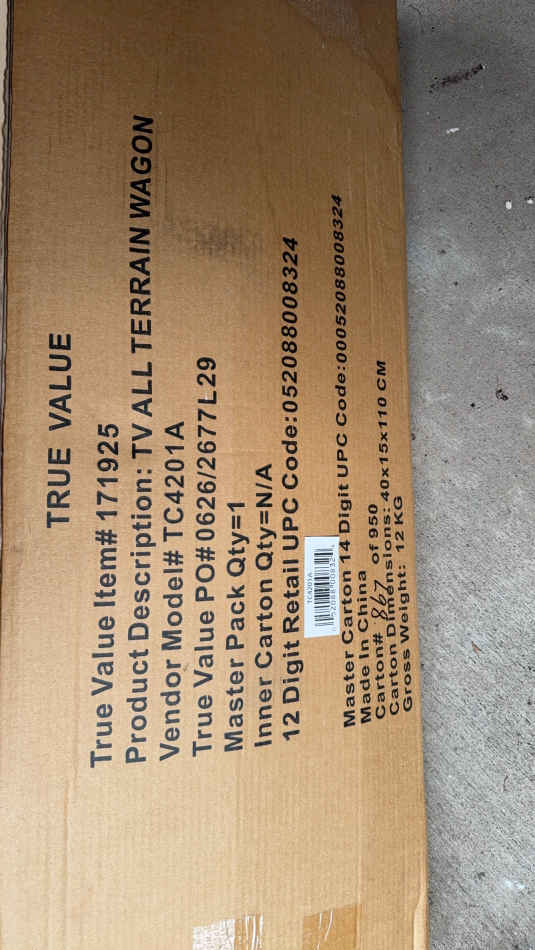 TRUE VALUE
True Value Item# 171925
Product Description: TV ALL TERRAIN WAGON
Vendor Model# TC4201A
True Value PO# 0626/2677L29
Master Pack Qty=1
Inner Carton Qty=N/A
12 Digit Retail UPC Code:052088008324
TC4201A
Master Carton 14 Digit UPC Code:00052088008324
Made In China
Carton# 867 of 950
Carton Dimensions: 40x15x110 CM
Gross Weight: 12 KG